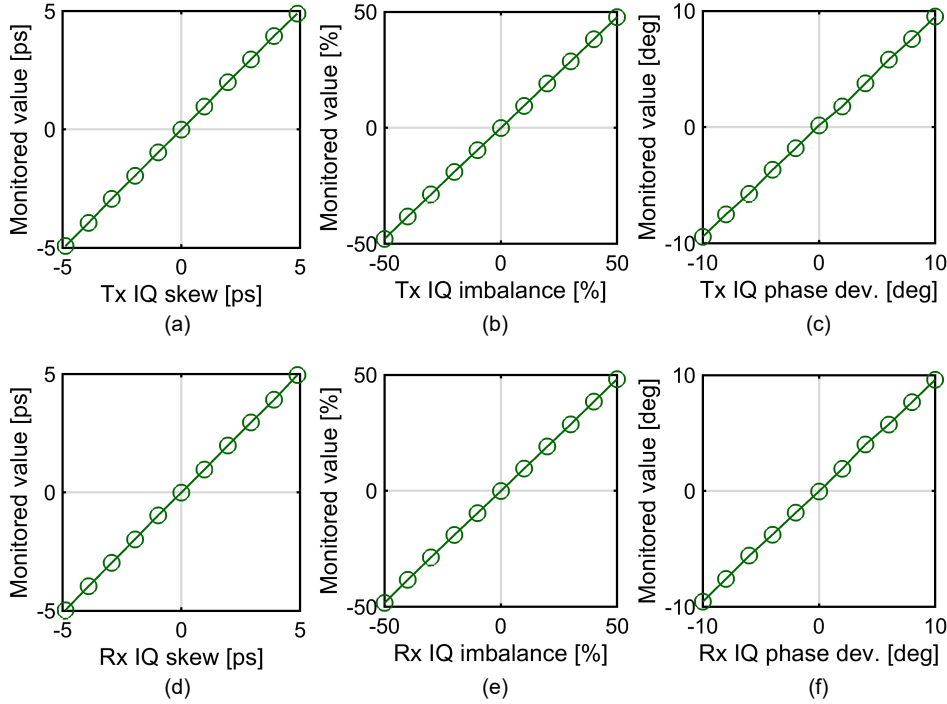 5
0
-5
-5
0
5
Monitored value [ps]
Tx IQ skew [ps]
(a)
50
0
-50
-50
0
50
Monitored value [%]
Tx IQ imbalance [%]
(b)
10
0
-10
-10
0
10
Monitored value [deg]
Tx IQ phase dev. [deg]
(c)
5
0
-5
-5
0
5
Monitored value [ps]
Rx IQ skew [ps]
(d)
50
0
-50
-50
0
50
Monitored value [%]
Rx IQ imbalance [%]
(e)
10
0
-10
-10
0
10
Monitored value [deg]
Rx IQ phase dev. [deg]
(f)